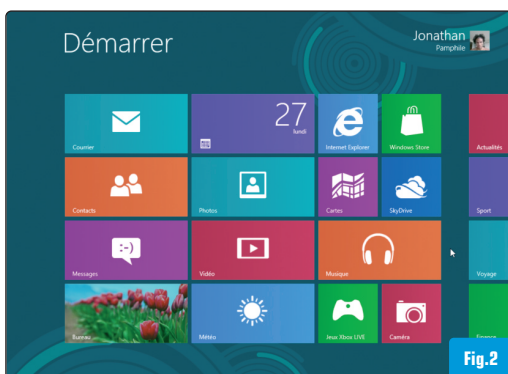 Démarrer
Jonathan
Pamphile
27
lundi
Courrier
Internet Explorer
Windows Store
Actualités
Contacts
Photos
Cartes
SkyDrive
Sport
:-)
Messages
Vidéo
Musique
Voyage
Bureau
Météo
Jeux Xbox LIVE
Caméra
Finance
Fig.2